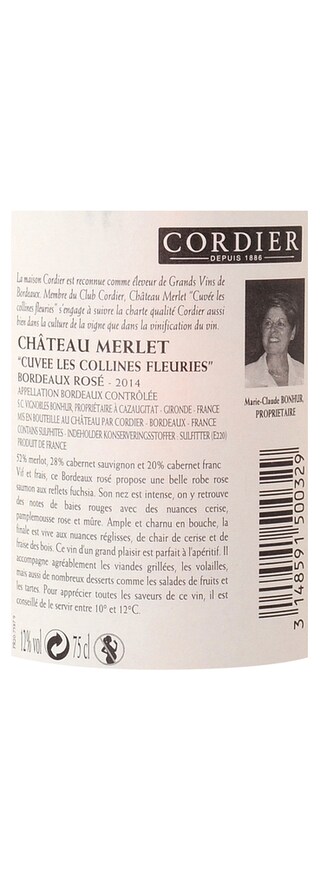 CORDIER
DEPUIS 1886
La maison Cordier est reconnue comme éleveur de Grands Vins de
Bordeaux. Membre du Club Cordier, Château Merlet "Cuvée les
collines fleuries" s'engage à suivre la charte qualité Cordier aussi
bien dans la culture de la vigne que dans la vinification du vin.
CHÂTEAU MERLET
"CUVEE LES COLLINES FLEURIES"
BORDEAUX ROSÉ - 2014
APPELLATION BORDEAUX CONTRÔLÉE
S·C VIGNOBLES BONHUR, PROPRIÉTAIRE À CAZAUGITAT - GIRONDE - FRANCE
MIS EN BOUTEILLE AU CHÂTEAU PAR CORDIER - BORDEAUX - FRANCE
CONTAINS SULPHITES - INDEHOLDER KONSERVERINGSSTOFFER : SULFITTER (E220)
PRODUIT DE FRANCE
Marie-Claude BONHUR,
PROPRIETAIRE
52% merlot, 28% cabernet sauvignon et 20% cabernet franc
Vif et frais, ce Bordeaux rosé propose une belle robe rose
saumon aux reflets fuchsia. Son nez est intense, on y retrouve
des notes de baies rouges avec des nuances cerise,
pamplemousse rose et mûre. Ample et charnu en bouche, la
finale est vive aux nuances réglisses, de chair de cerise et de
fraise des bois. Ce vin d'un grand plaisir est parfait à l'apéritif. Il
accompagne agréablement les viandes grillées, les volailles,
mais aussi de nombreux desserts comme les salades de fruits et
les tartes. Pour apprécier toutes les saveurs de ce vin, il est
conseillé de le servir entre 10° et 12°C.
3 148591 500329
12% vol
75 cl